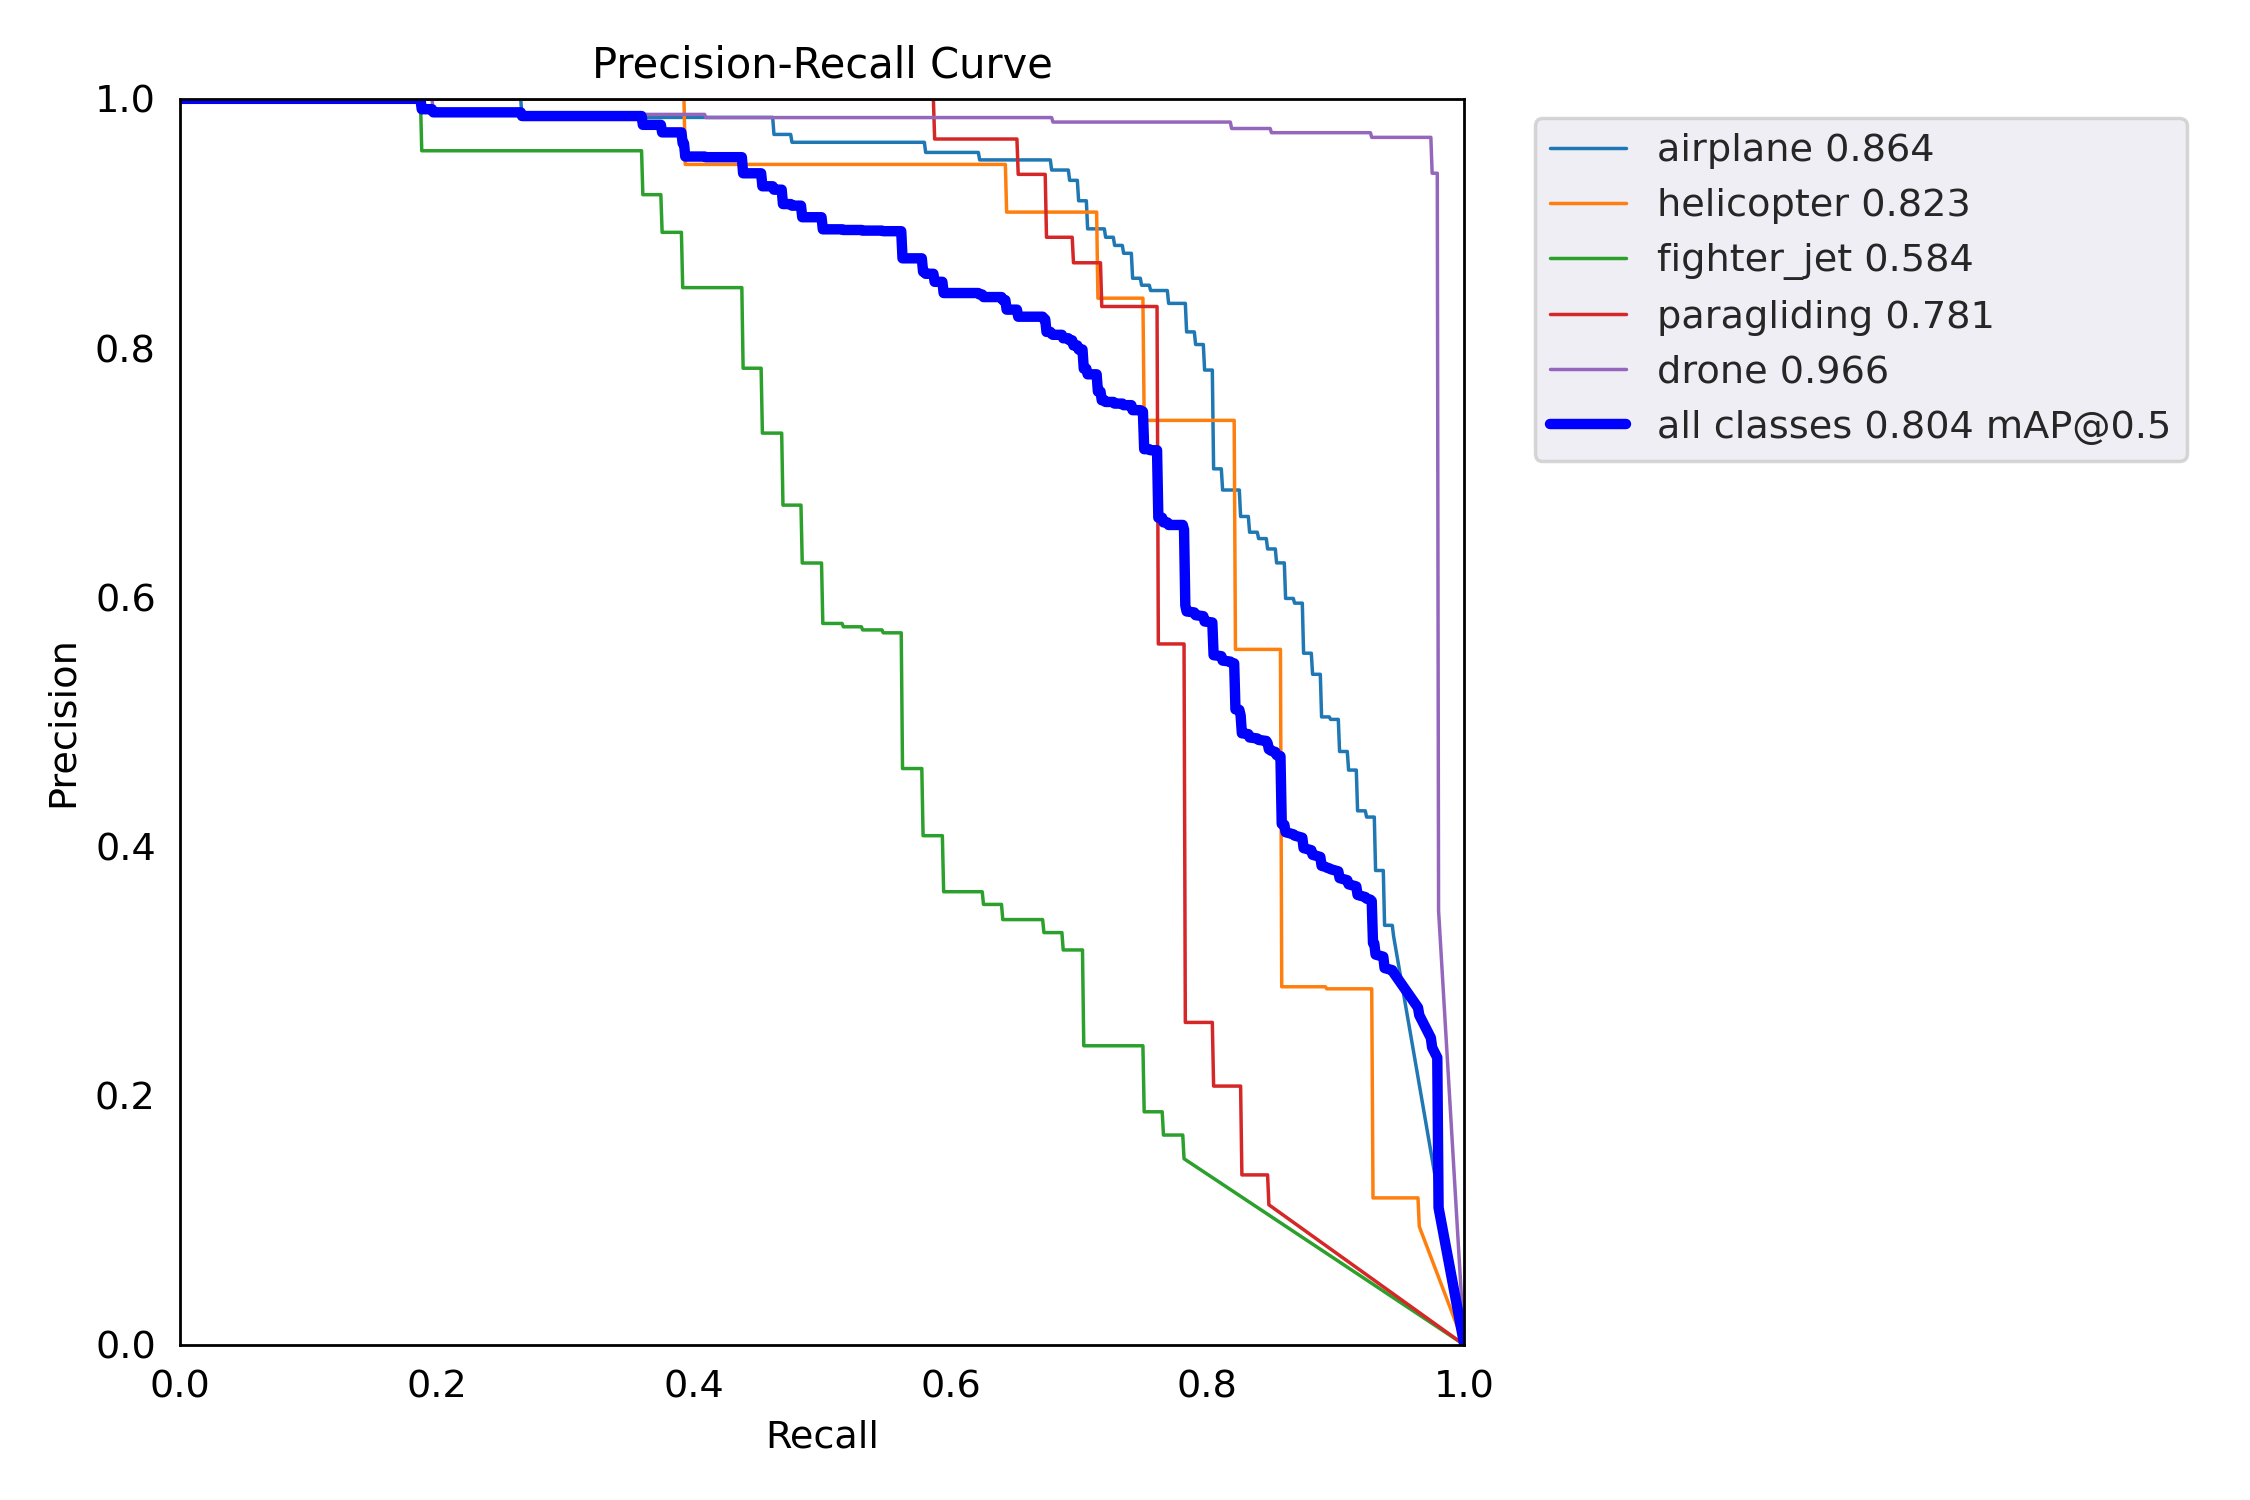 Precision-Recall Curve
1.0
0.8
0.6
0.4
0.2
0.0
Precision
0.0 0.2 0.4 0.6 0.8 1.0
Recall
airplane 0.864
helicopter 0.823
fighter_jet 0.584
paragliding 0.781
drone 0.966
all classes 0.804 mAP@0.5